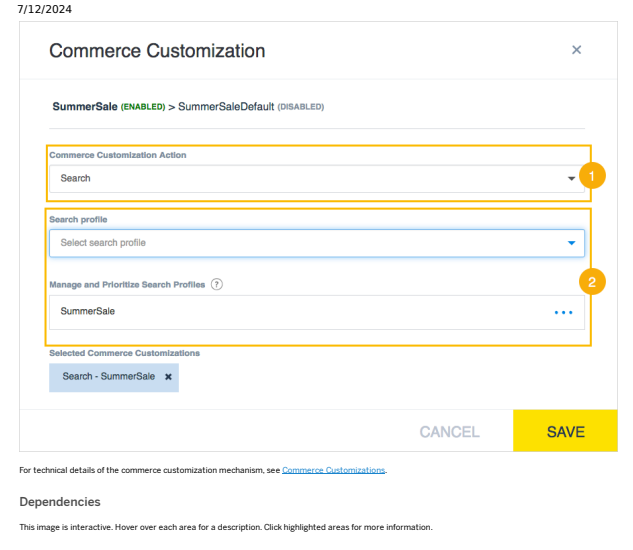 7/12/2024
Commerce Customization ×
SummerSale (ENABLED) > SummerSaleDefault (DISABLED)
Commerce Customization Action
Search
1
Search profile
Select search profile
Manage and Prioritize Search Profiles ?
2
SummerSale
Selected Commerce Customizations
Search - SummerSale ×
CANCEL SAVE
For technical details of the commerce customization mechanism, see Commerce Customizations.
Dependencies
This image is interactive. Hover over each area for a description. Click highlighted areas for more information.